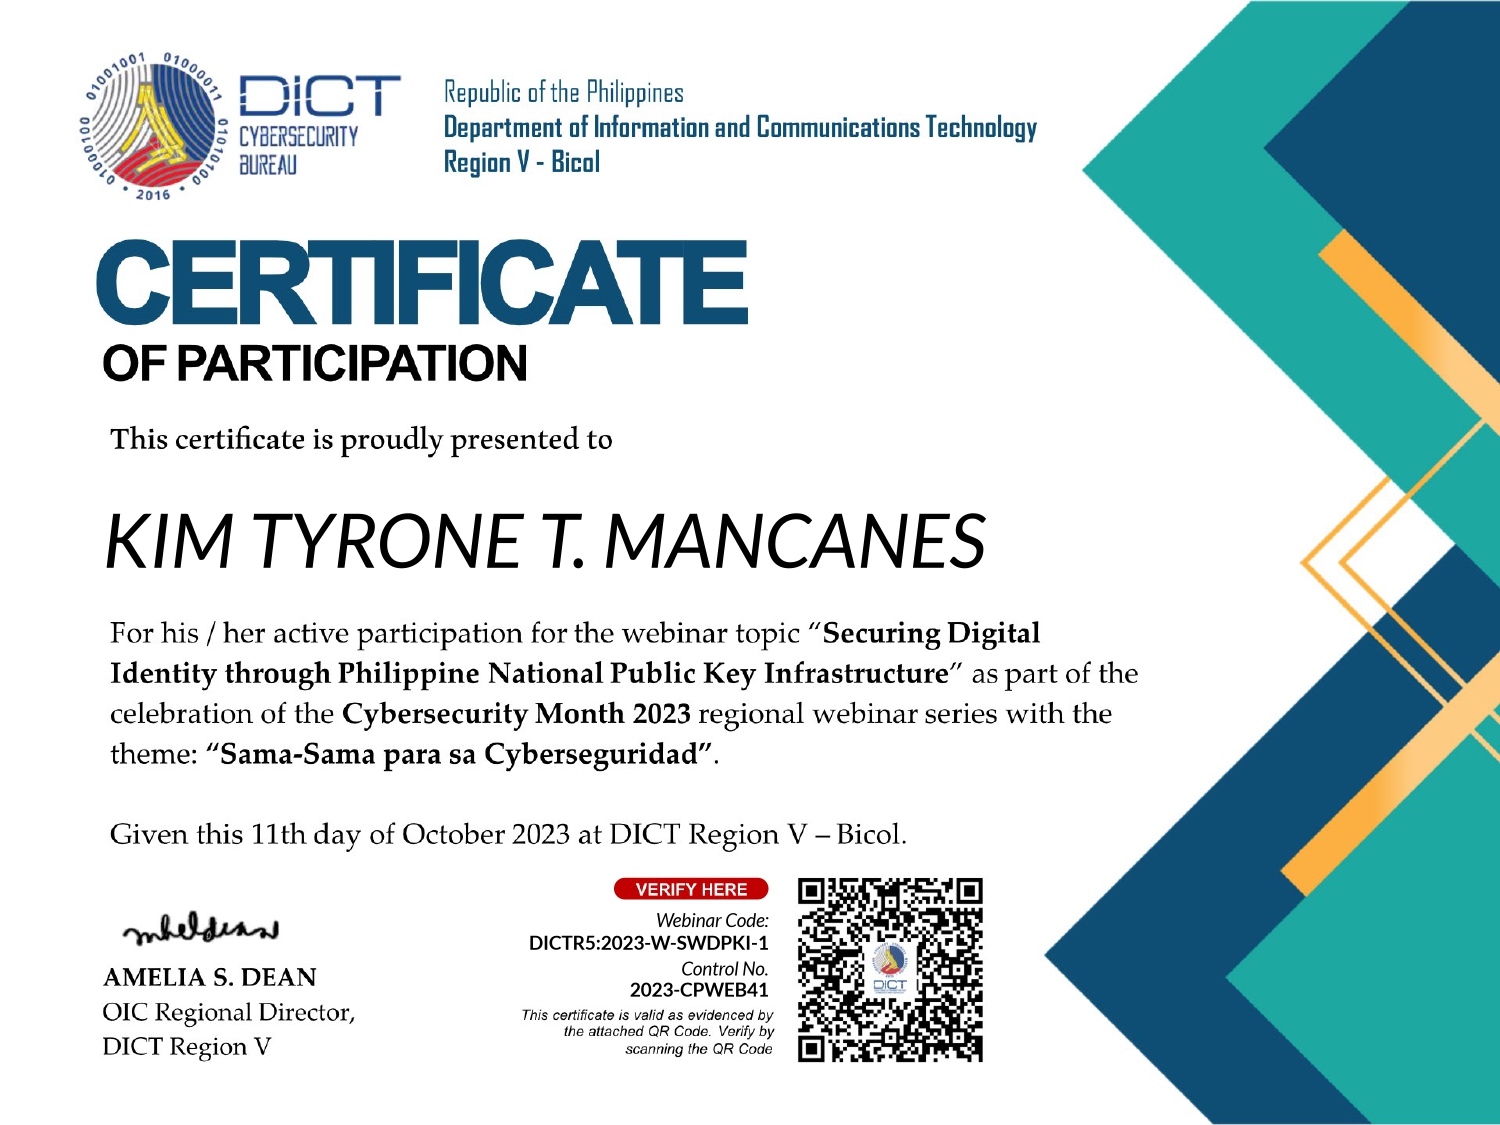 01001001 01000011 01010100 01000100 • 2016 •
DICT
CYBERSECURITY
BUREAU
Republic of the Philippines
Department of Information and Communications Technology
Region V - Bicol
CERTIFICATE
OF PARTICIPATION
This certificate is proudly presented to
KIM TYRONE T. MANCANES
For his / her active participation for the webinar topic “Securing Digital
Identity through Philippine National Public Key Infrastructure” as part of the
celebration of the Cybersecurity Month 2023 regional webinar series with the
theme: “Sama-Sama para sa Cyberseguridad”.
Given this 11th day of October 2023 at DICT Region V – Bicol.
AMELIA S. DEAN
OIC Regional Director,
DICT Region V
VERIFY HERE
Webinar Code:
DICTR5:2023-W-SWDPKI-1
Control No.
2023-CPWEB41
This certificate is valid as evidenced by
the attached QR Code. Verify by
scanning the QR Code
DICT